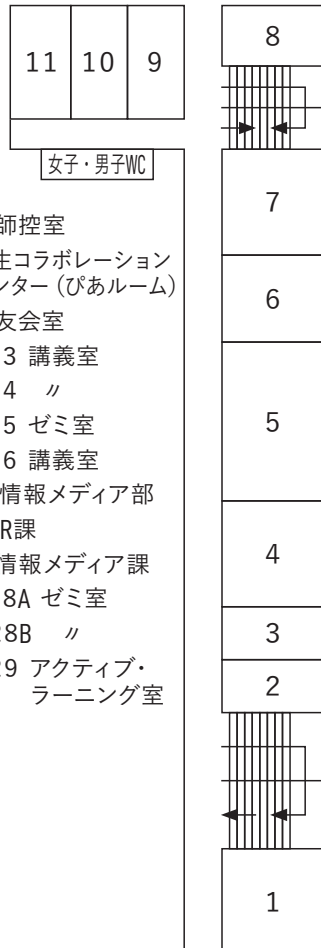 11 10 9
8
女子・男子WC
7
師控室
生コラボレーション
ンター（ぴあルーム）
6
友会室
3 講義室
4 〃
5 ゼミ室
5
6 講義室
情報メディア部
R課
情報メディア課
4
8A ゼミ室
8B 〃
3
9 アクティブ・
ラーニング室
2
1